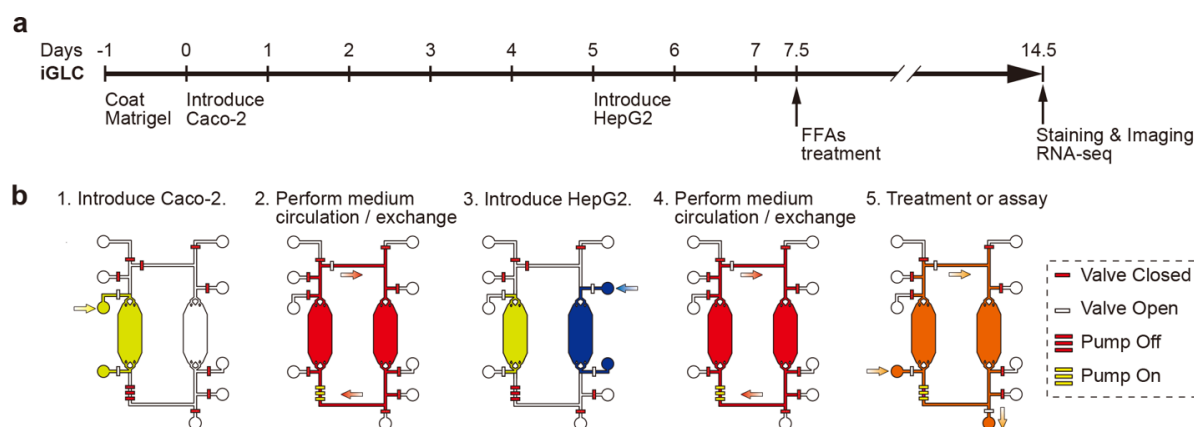 a
Days -1 0 1 2 3 4 5 6 7 7.5 14.5
iGLC
Coat
Matrigel
Introduce
Caco-2
Introduce
HepG2
FFAs
treatment
Staining & Imaging
RNA-seq
b
1. Introduce Caco-2.
2. Perform medium
circulation / exchange
3. Introduce HepG2.
4. Perform medium
circulation / exchange
5. Treatment or assay
Valve Closed
Valve Open
Pump Off
Pump On